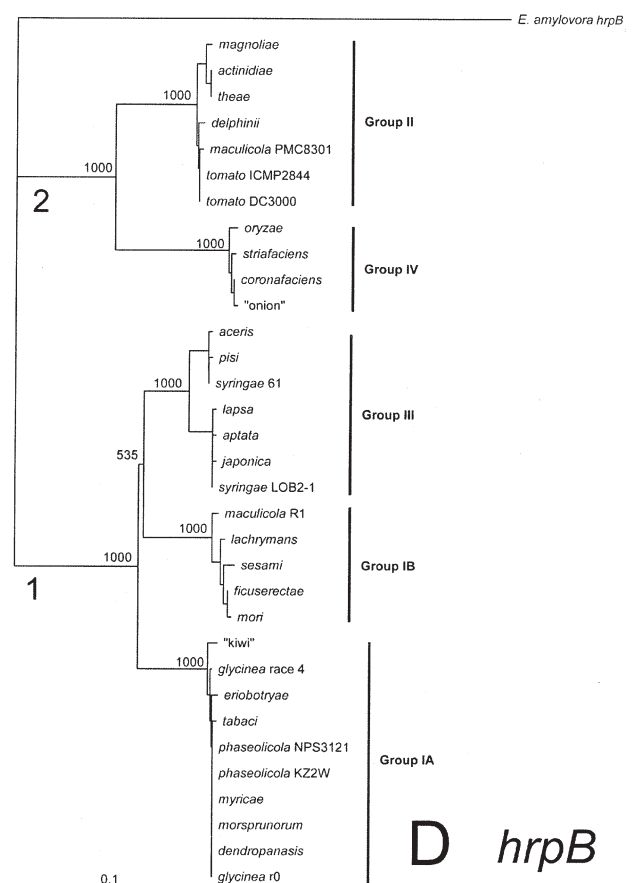 E. amylovora hrpB
magnoliae
actinidiae
1000
theae
delphinii
Group II
maculicola PMC8301
1000
tomato ICMP2844
2
tomato DC3000
oryzae
1000
striafaciens
Group IV
coronafaciens
"onion"
aceris
pisi
1000
syringae 61
lapsa
Group III
aptata
535
japonica
syringae LOB2-1
maculicola R1
1000
lachrymans
1000
sesami
Group IB
1
ficuserectae
mori
"kiwi"
1000
glycinea race 4
eriobotryae
tabaci
phaseolicola NPS3121
Group IA
phaseolicola KZ2W
myricae
morsprunorum
D hrpB
dendropanasis
glycinea r0
0.1